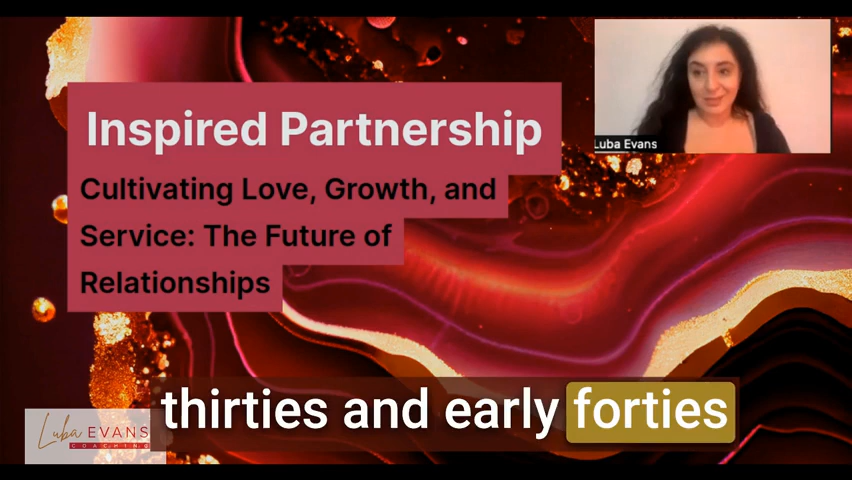 Inspired Partnership
Cultivating Love, Growth, and
Service: The Future of
Relationships
Luba Evans
thirties and early forties
Luba EVANS
COACHING